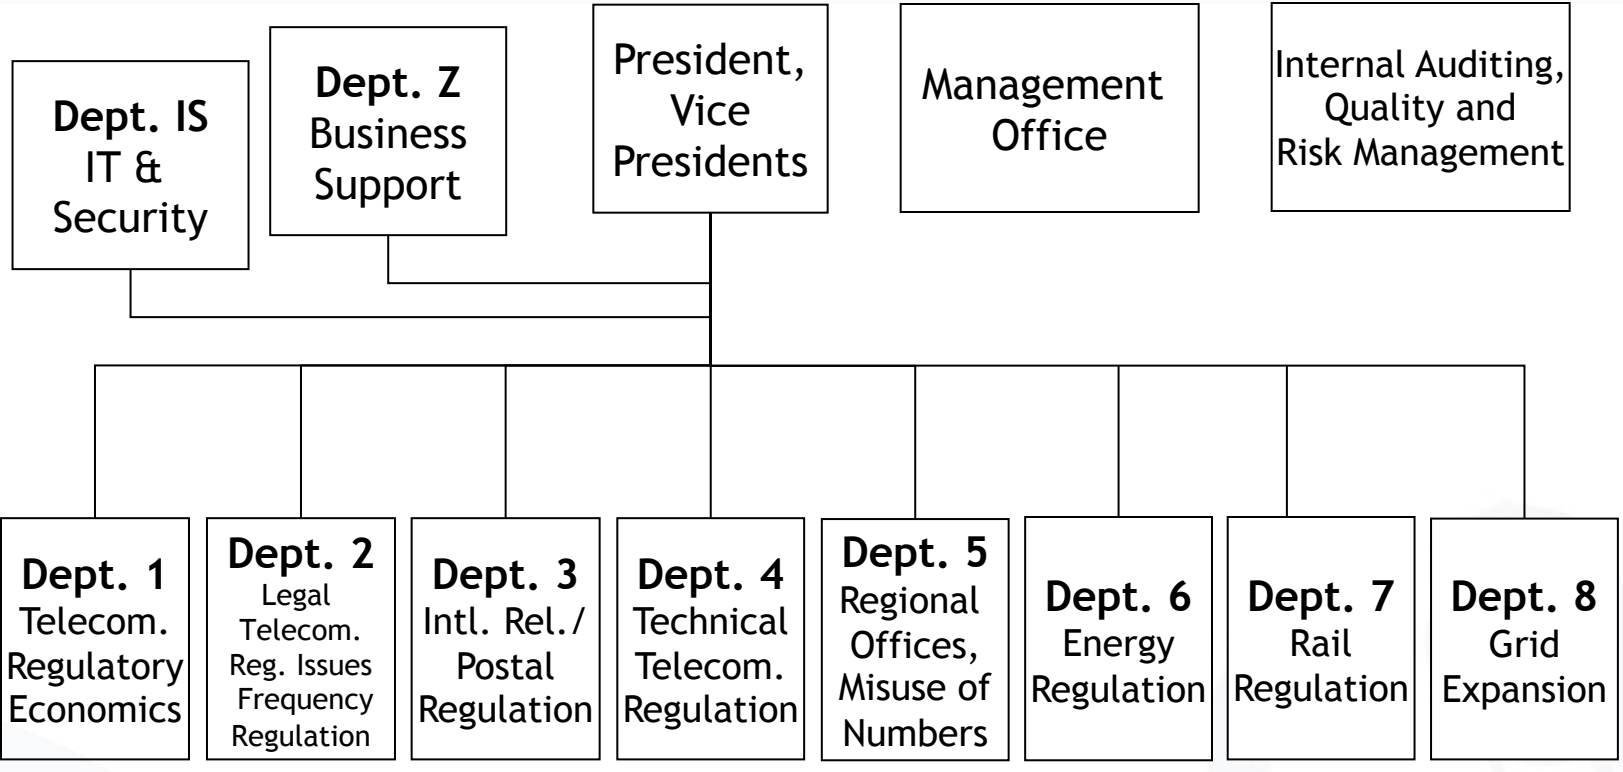 Dept. IS
IT &
Security
Dept. Z
Business
Support
President,
Vice
Presidents
Management
Office
Internal Auditing,
Quality and
Risk Management
Dept. 1
Telecom.
Regulatory
Economics
Dept. 2
Legal
Telecom.
Reg. Issues
Frequency
Regulation
Dept. 3
Intl. Rel./
Postal
Regulation
Dept. 4
Technical
Telecom.
Regulation
Dept. 5
Regional
Offices,
Misuse of
Numbers
Dept. 6
Energy
Regulation
Dept. 7
Rail
Regulation
Dept. 8
Grid
Expansion